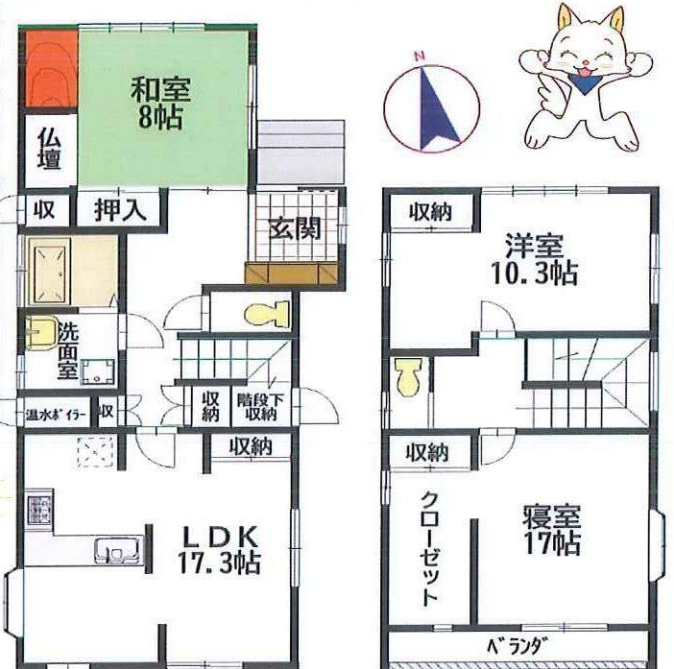 和室
8帖
仏壇
収
押入
玄関
洗面室
温水ﾎﾞｲﾗｰ
収
収納
階段下
収納
収納
LDK
17.3帖
N
収納
洋室
10.3帖
収納
クローゼット
寝室
17帖
ﾍﾞﾗﾝﾀﾞ